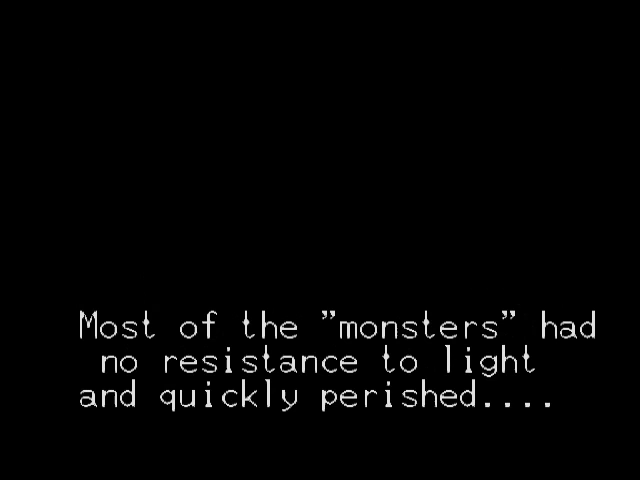 Most of the ”monsters” had
no resistance to light
and quickly perished....